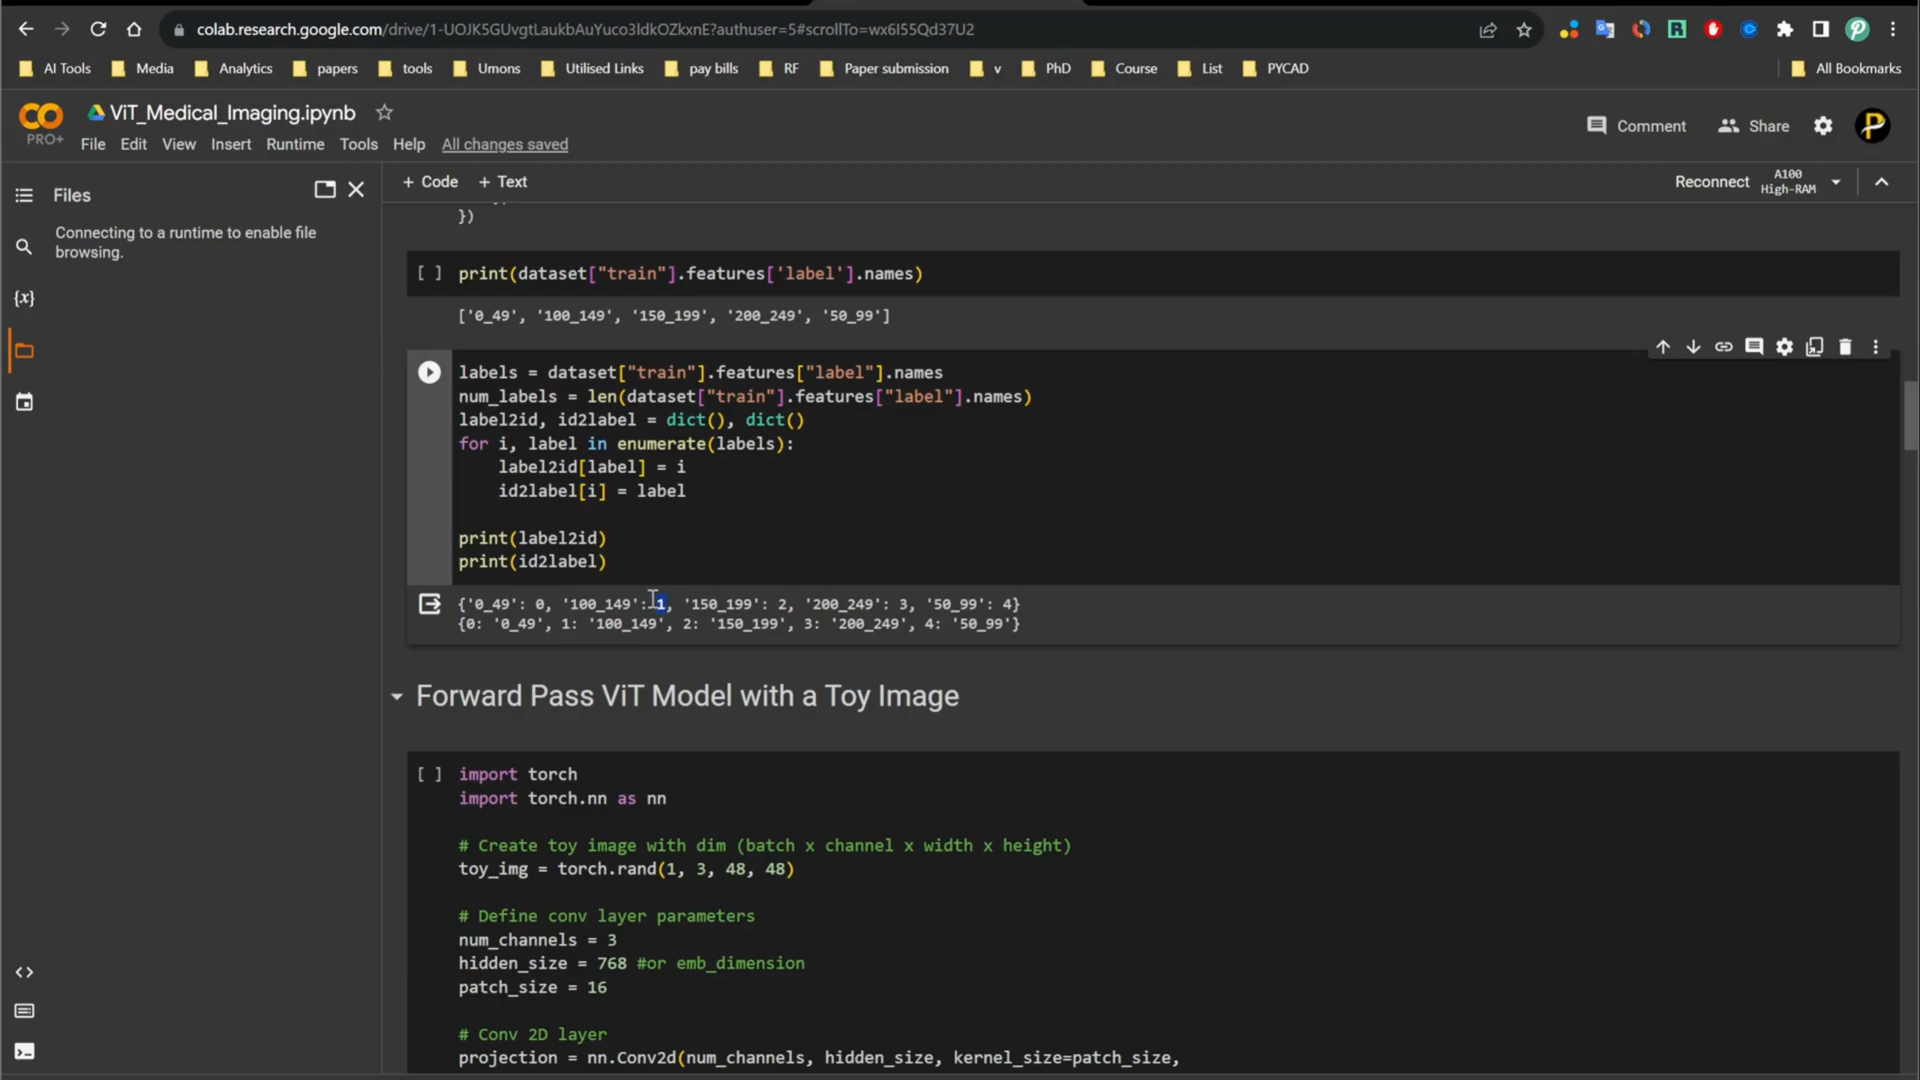 colab.research.google.com/drive/1-UOJK5GUvgtLaukbAuYuco3ldkOZkxnE?authuser=5#scrollTo=wx6I55Qd37U2
AI Tools Media Analytics papers tools Umons Utilised Links pay bills RF Paper submission v PhD Course List PYCAD All Bookmarks
ViT_Medical_Imaging.ipynb
PRO+
File Edit View Insert Runtime Tools Help All changes saved
Comment Share
Files
Connecting to a runtime to enable file
browsing.
+ Code + Text
Reconnect A100
High-RAM
})
[ ] print(dataset["train"].features['label'].names)
['0_49', '100_149', '150_199', '200_249', '50_99']
labels = dataset["train"].features["label"].names
num_labels = len(dataset["train"].features["label"].names)
label2id, id2label = dict(), dict()
for i, label in enumerate(labels):
    label2id[label] = i
    id2label[i] = label
print(label2id)
print(id2label)
{'0_49': 0, '100_149': 1, '150_199': 2, '200_249': 3, '50_99': 4}
{0: '0_49', 1: '100_149', 2: '150_199', 3: '200_249', 4: '50_99'}
Forward Pass ViT Model with a Toy Image
[ ] import torch
import torch.nn as nn
# Create toy image with dim (batch x channel x width x height)
toy_img = torch.rand(1, 3, 48, 48)
# Define conv layer parameters
num_channels = 3
hidden_size = 768 #or emb_dimension
patch_size = 16
# Conv 2D layer
projection = nn.Conv2d(num_channels, hidden_size, kernel_size=patch_size,